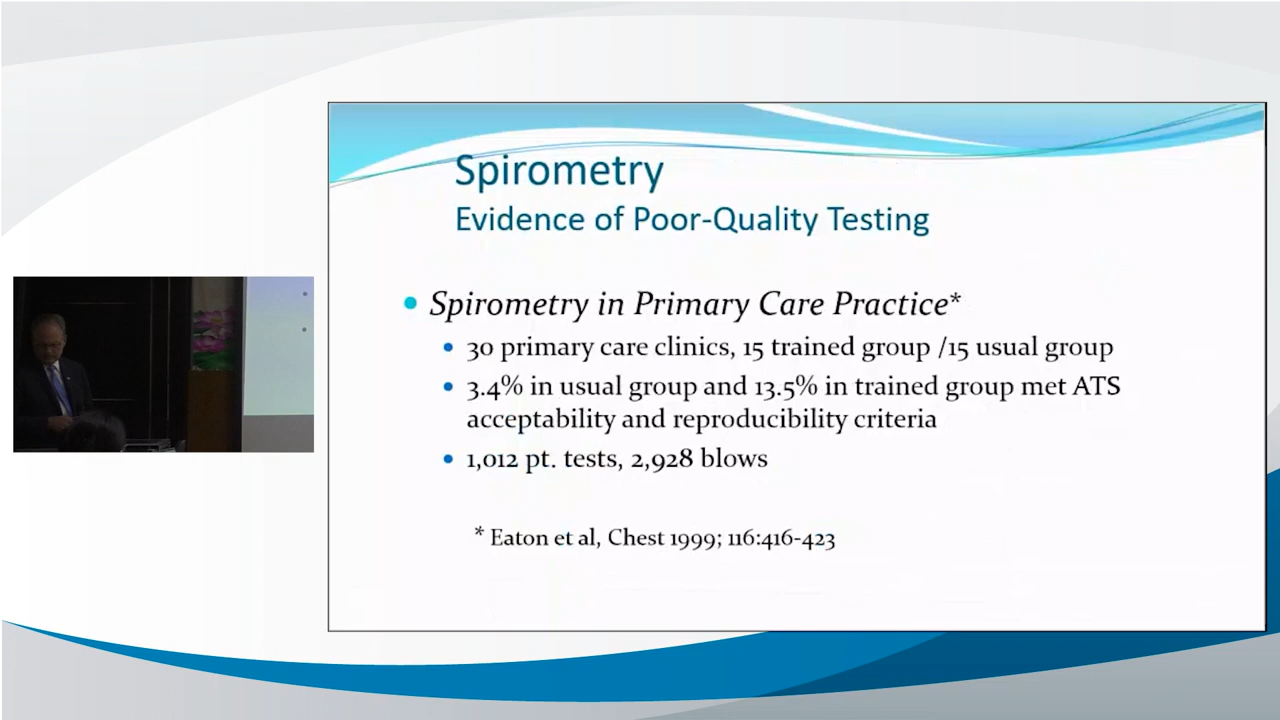 Spirometry
Evidence of Poor-Quality Testing
• Spirometry in Primary Care Practice*
• 30 primary care clinics, 15 trained group /15 usual group
• 3.4% in usual group and 13.5% in trained group met ATS
acceptability and reproducibility criteria
• 1,012 pt. tests, 2,928 blows
* Eaton et al, Chest 1999; 116:416-423